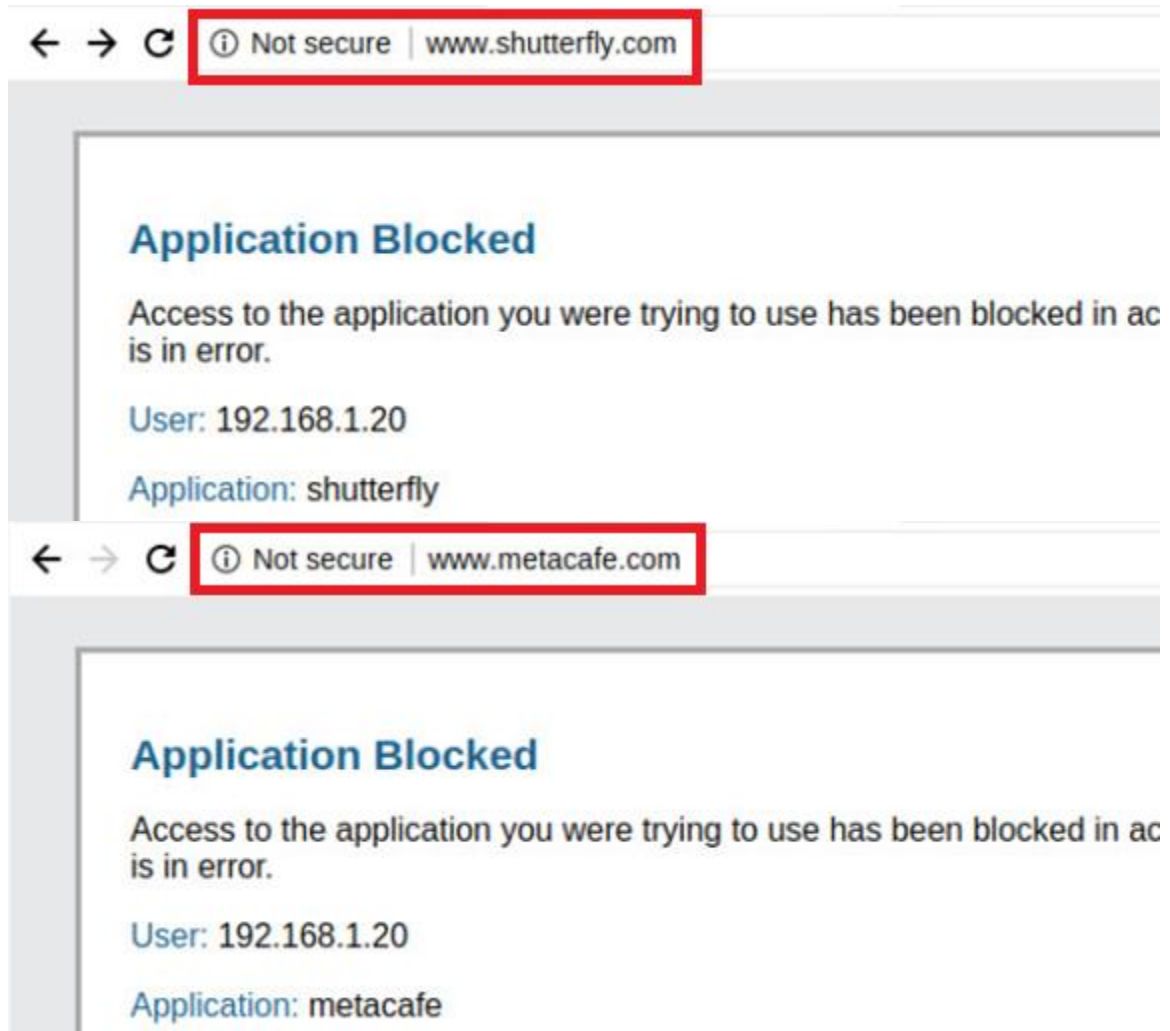 Not secure | www.shutterfly.com
Application Blocked
Access to the application you were trying to use has been blocked in ac
is in error.
User: 192.168.1.20
Application: shutterfly
Not secure | www.metacafe.com
Application Blocked
Access to the application you were trying to use has been blocked in ac
is in error.
User: 192.168.1.20
Application: metacafe